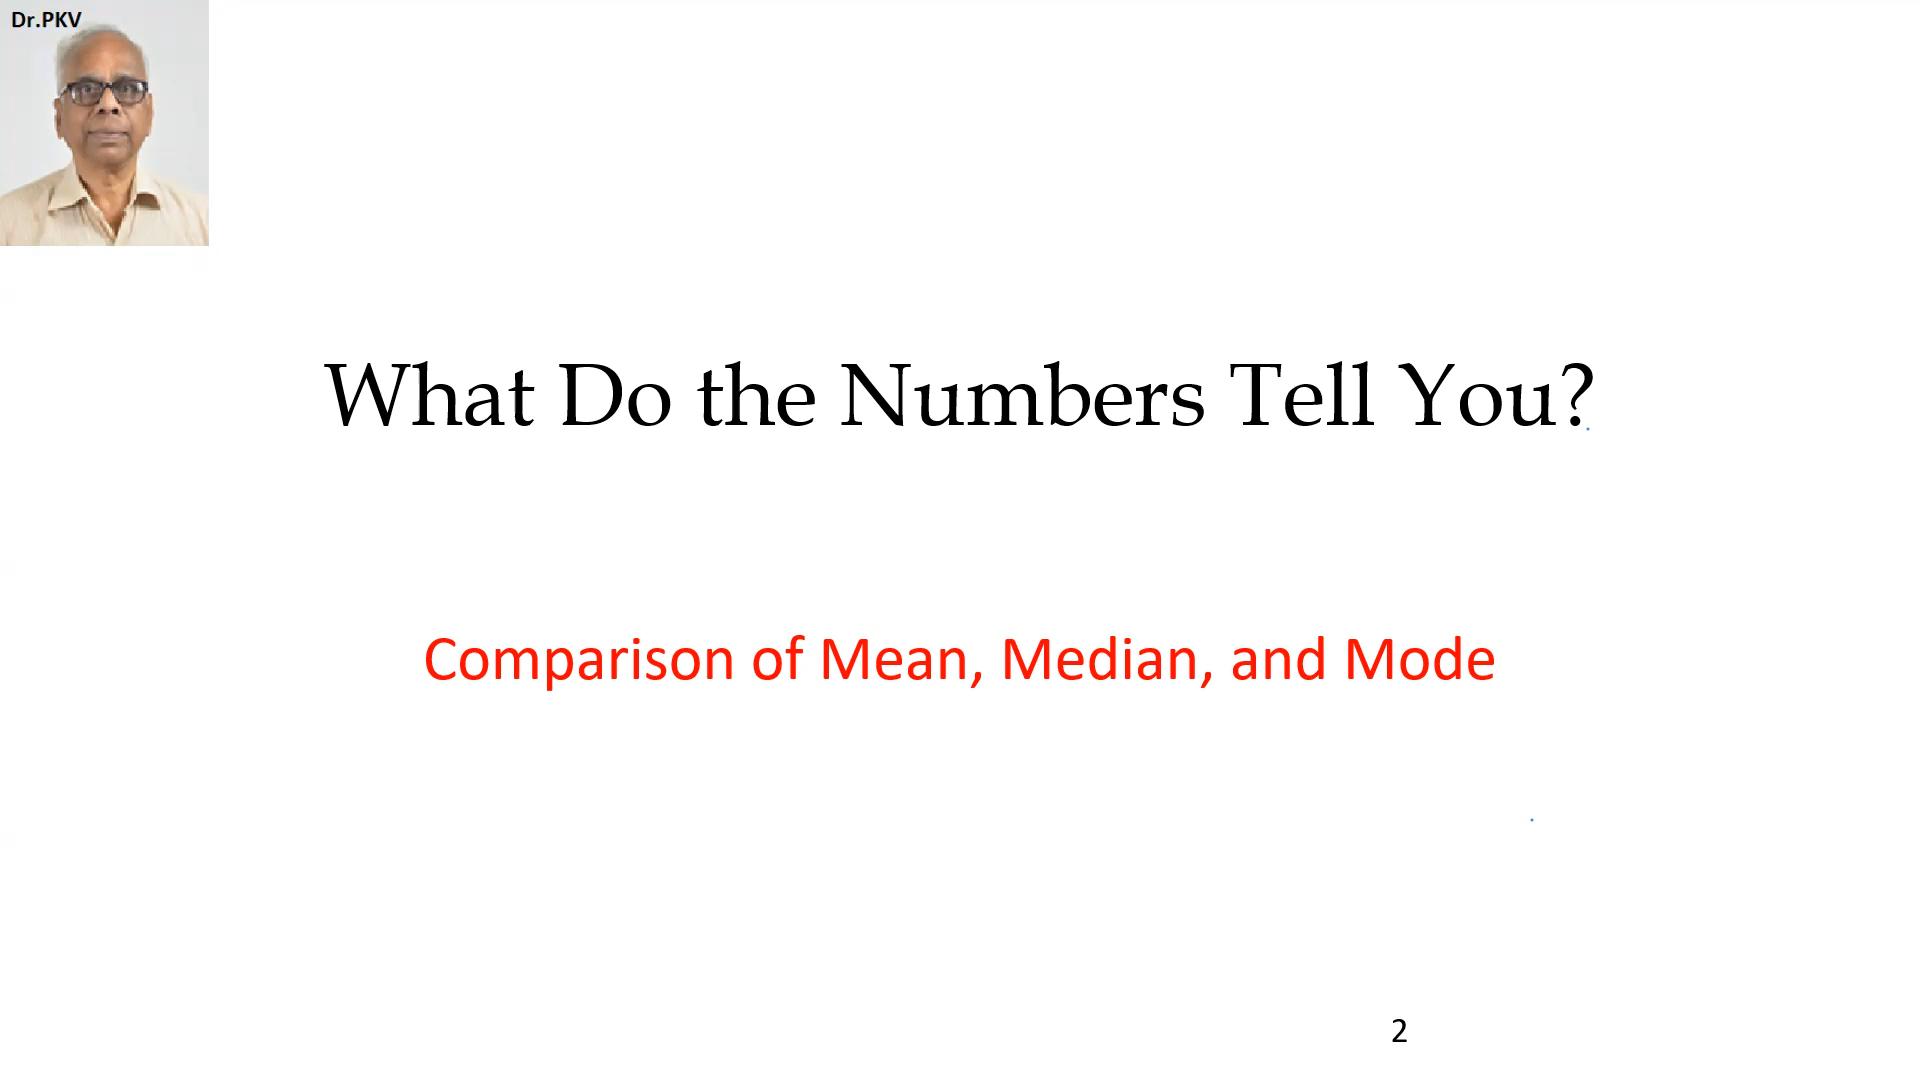 Dr.PKV
What Do the Numbers Tell You?
Comparison of Mean, Median, and Mode
2